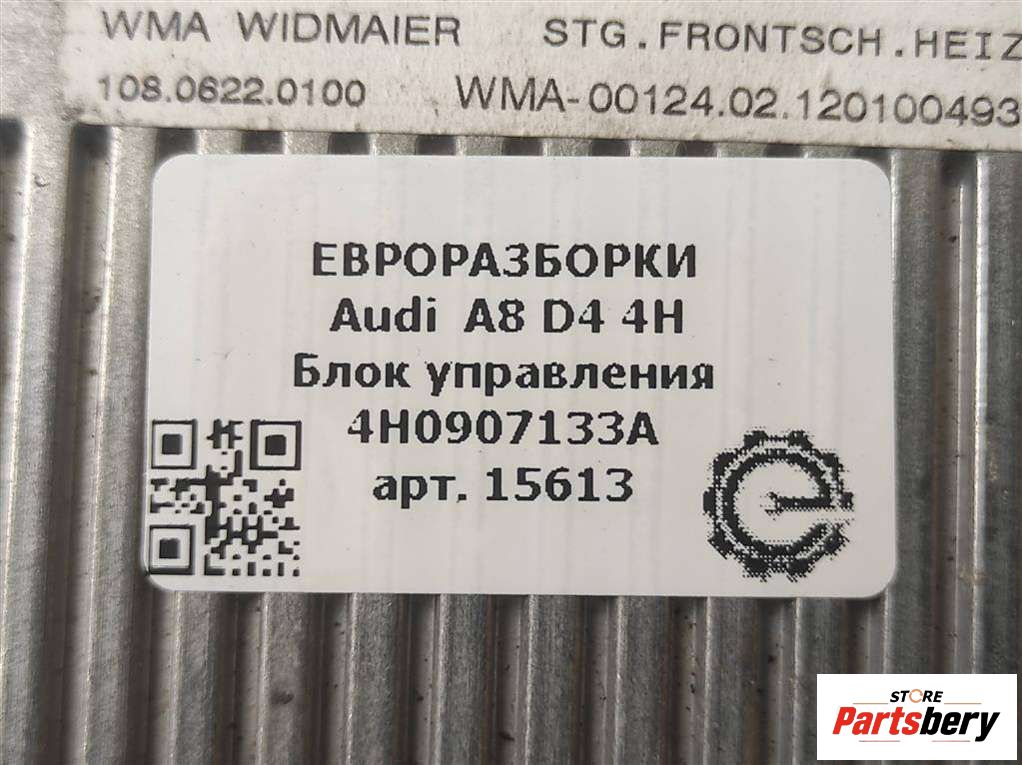 WMA WIDMAIER STG.FRONTSCH.HEIZ
108.0622.0100 WMA-00124.02.120100493
ЕВРОРАЗБОРКИ
Audi A8 D4 4H
Блок управления
4H0907133A
арт. 15613
STORE
Partsbery